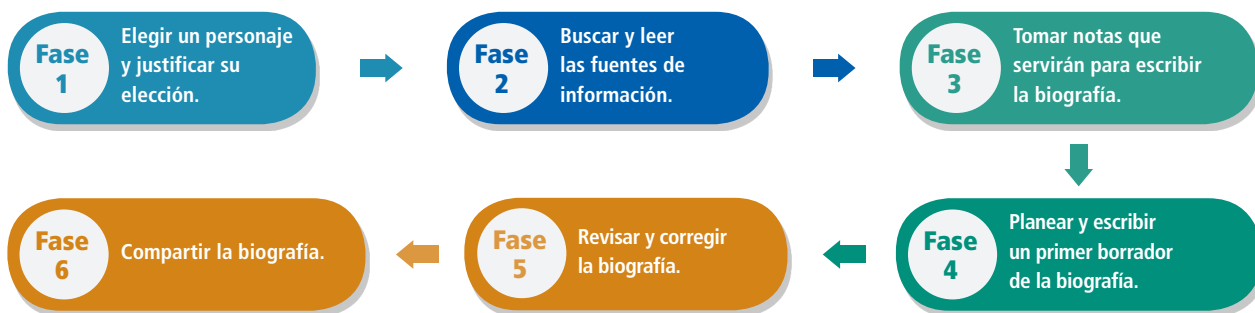 Fase
1
Elegir un personaje
y justificar su
elección.
Fase
2
Buscar y leer
las fuentes de
información.
Fase
3
Tomar notas que
servirán para escribir
la biografía.
Fase
4
Planear y escribir
un primer borrador
de la biografía.
Fase
5
Revisar y corregir
la biografía.
Fase
6
Compartir la biografía.